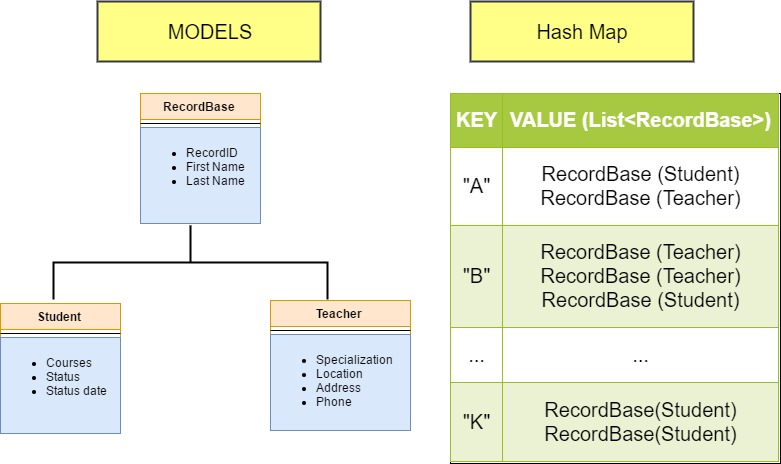 MODELS
RecordBase
RecordID
First Name
Last Name
Student
Courses
Status
Status date
Teacher
Specialization
Location
Address
Phone
Hash Map
KEY VALUE (List<RecordBase>)
"A"
RecordBase (Student)
RecordBase (Teacher)
"B"
RecordBase (Teacher)
RecordBase (Teacher)
RecordBase (Student)
... ...
"K"
RecordBase(Student)
RecordBase(Student)